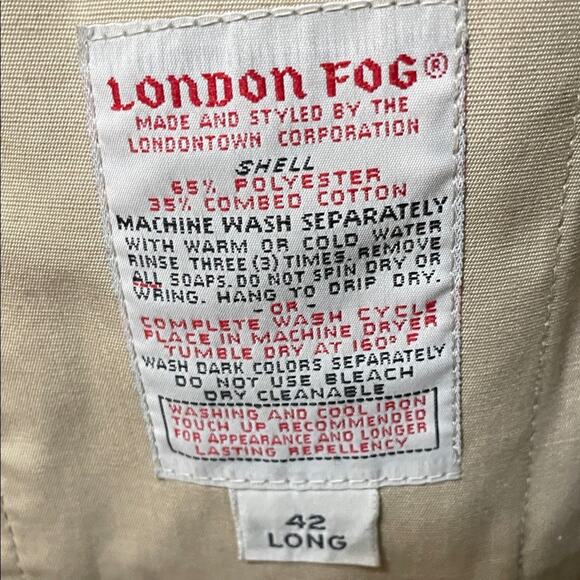 LONDON FOG®
MADE AND STYLED BY THE
LONDONTOWN CORPORATION
SHELL
65% POLYESTER
35% COMBED COTTON
MACHINE WASH SEPARATELY
WITH WARM OR COLD WATER
RINSE THREE (3) TIMES. REMOVE
ALL SOAPS. DO NOT SPIN DRY OR
WRING. HANG TO DRIP DRY.
- OR -
COMPLETE WASH CYCLE
PLACE IN MACHINE DRYER
TUMBLE DRY AT 160° F
WASH DARK COLORS SEPARATELY
DO NOT USE BLEACH
DRY CLEANABLE
WASHING AND COOL IRON
TOUCH UP RECOMMENDED
FOR APPEARANCE AND LONGER
LASTING REPELLENCY
42
LONG